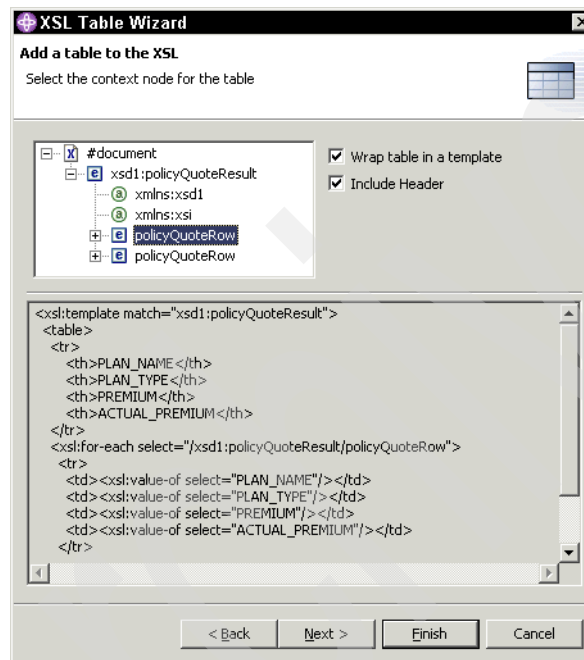 XSL Table Wizard
Add a table to the XSL
Select the context node for the table
#document
xsd1:policyQuoteResult
xmlns:xsd1
xmlns:xsi
policyQuoteRow
policyQuoteRow
Wrap table in a template
Include Header
<xsl:template match="xsd1:policyQuoteResult">
<table>
<tr>
<th>PLAN_NAME</th>
<th>PLAN_TYPE</th>
<th>PREMIUM</th>
<th>ACTUAL_PREMIUM</th>
</tr>
<xsl:for-each select="/xsd1:policyQuoteResult/policyQuoteRow">
<tr>
<td><xsl:value-of select="PLAN_NAME"/></td>
<td><xsl:value-of select="PLAN_TYPE"/></td>
<td><xsl:value-of select="PREMIUM"/></td>
<td><xsl:value-of select="ACTUAL_PREMIUM"/></td>
</tr>
< Back Next > Finish Cancel